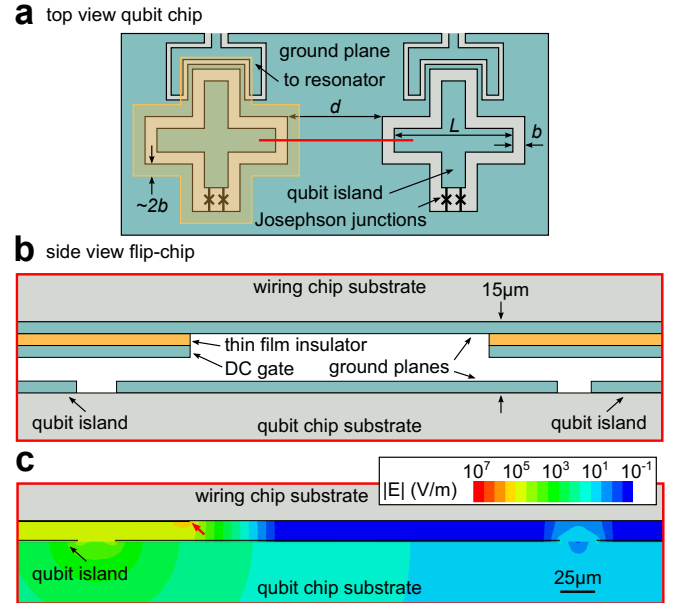 a top view qubit chip
ground plane
to resonator
d
L
b
qubit island
~2b
Josephson junctions
b side view flip-chip
wiring chip substrate
15µm
thin film insulator
DC gate
ground planes
qubit island
qubit island
qubit chip substrate
c
|E| (V/m)
10⁷ 10⁵ 10³ 10¹ 10⁻¹
wiring chip substrate
qubit island
25µm
qubit chip substrate